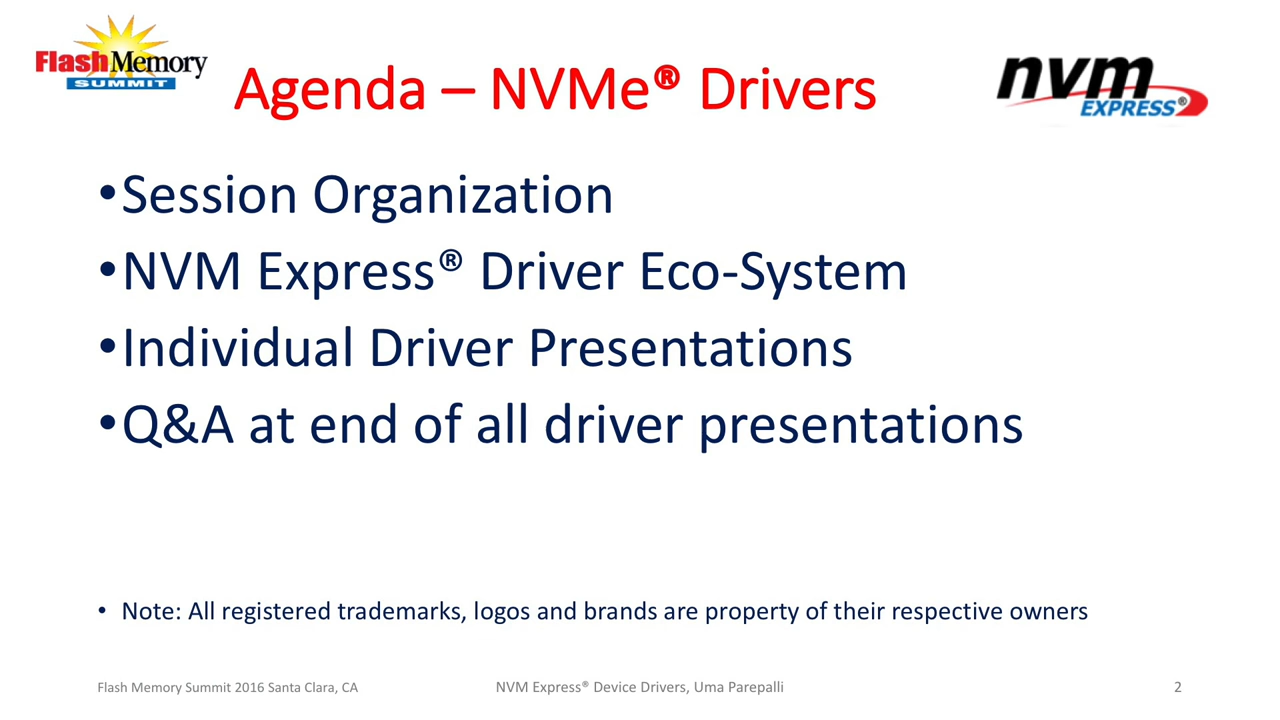 Flash Memory
SUMMIT
Agenda – NVMe® Drivers
nvm
EXPRESS®
•Session Organization
•NVM Express® Driver Eco-System
•Individual Driver Presentations
•Q&A at end of all driver presentations
• Note: All registered trademarks, logos and brands are property of their respective owners
Flash Memory Summit 2016 Santa Clara, CA
NVM Express® Device Drivers, Uma Parepalli
2